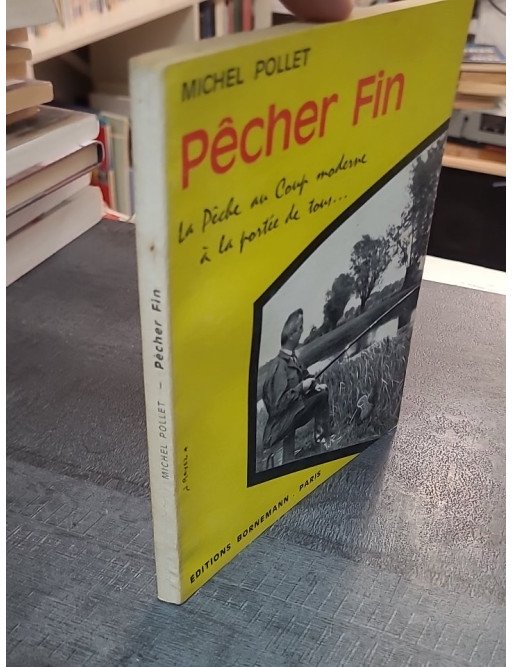 MICHEL POLLET
Pêcher Fin
La Pêche au Coup moderne
à la portée de tous...
EDITIONS BORNEMANN PARIS
MICHEL POLLET – Pêcher Fin